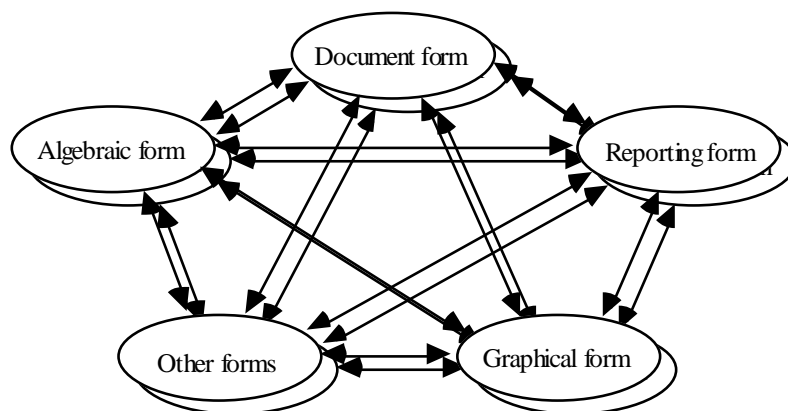 Document form
Algebraic form
Reporting form
Other forms
Graphical form